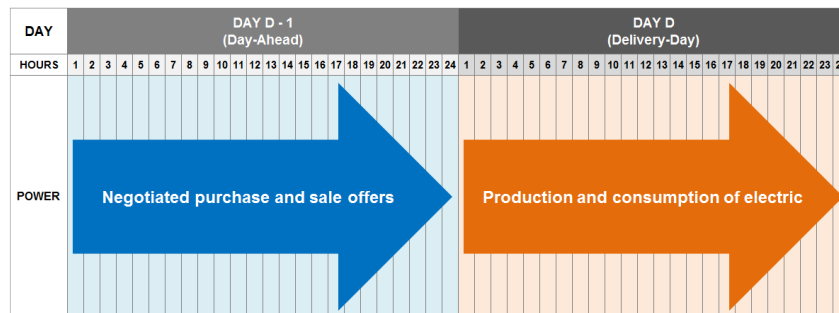 DAY
DAY D - 1
(Day-Ahead)
DAY D
(Delivery-Day)
HOURS
1 2 3 4 5 6 7 8 9 10 11 12 13 14 15 16 17 18 19 20 21 22 23 24
1 2 3 4 5 6 7 8 9 10 11 12 13 14 15 16 17 18 19 20 21 22 23
POWER
Negotiated purchase and sale offers
Production and consumption of electric